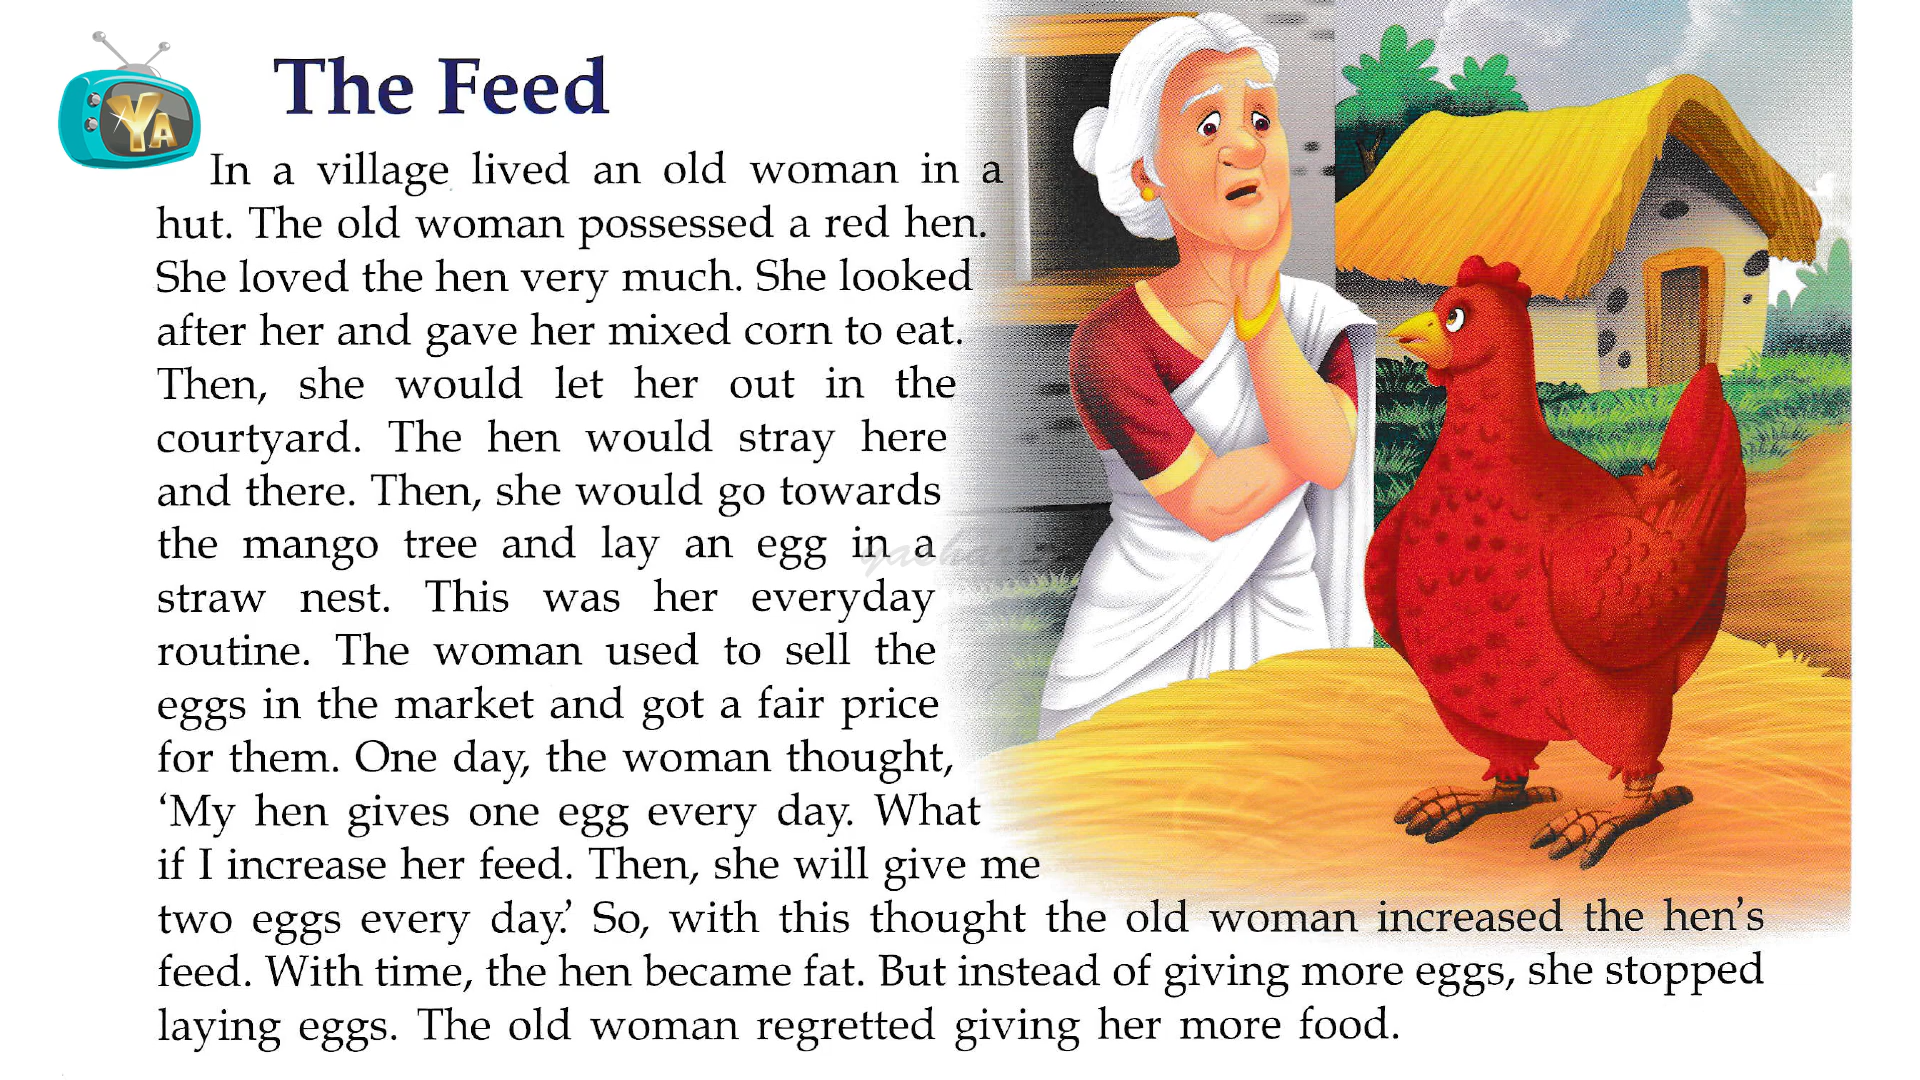 YA
The Feed
In a village lived an old woman in a
hut. The old woman possessed a red hen.
She loved the hen very much. She looked
after her and gave her mixed corn to eat.
Then, she would let her out in the
courtyard. The hen would stray here
and there. Then, she would go towards
the mango tree and lay an egg in a
straw nest. This was her everyday
routine. The woman used to sell the
eggs in the market and got a fair price
for them. One day, the woman thought,
‘My hen gives one egg every day. What
if I increase her feed. Then, she will give me
two eggs every day.’ So, with this thought the old woman increased the hen’s
feed. With time, the hen became fat. But instead of giving more eggs, she stopped
laying eggs. The old woman regretted giving her more food.